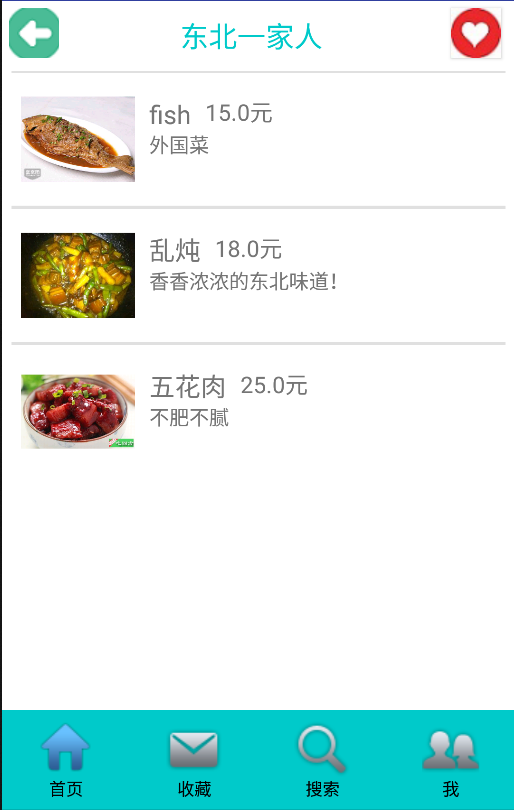 东北一家人
fish 15.0元
外国菜
乱炖 18.0元
香香浓浓的东北味道！
五花肉 25.0元
不肥不腻
首页 收藏 搜索 我